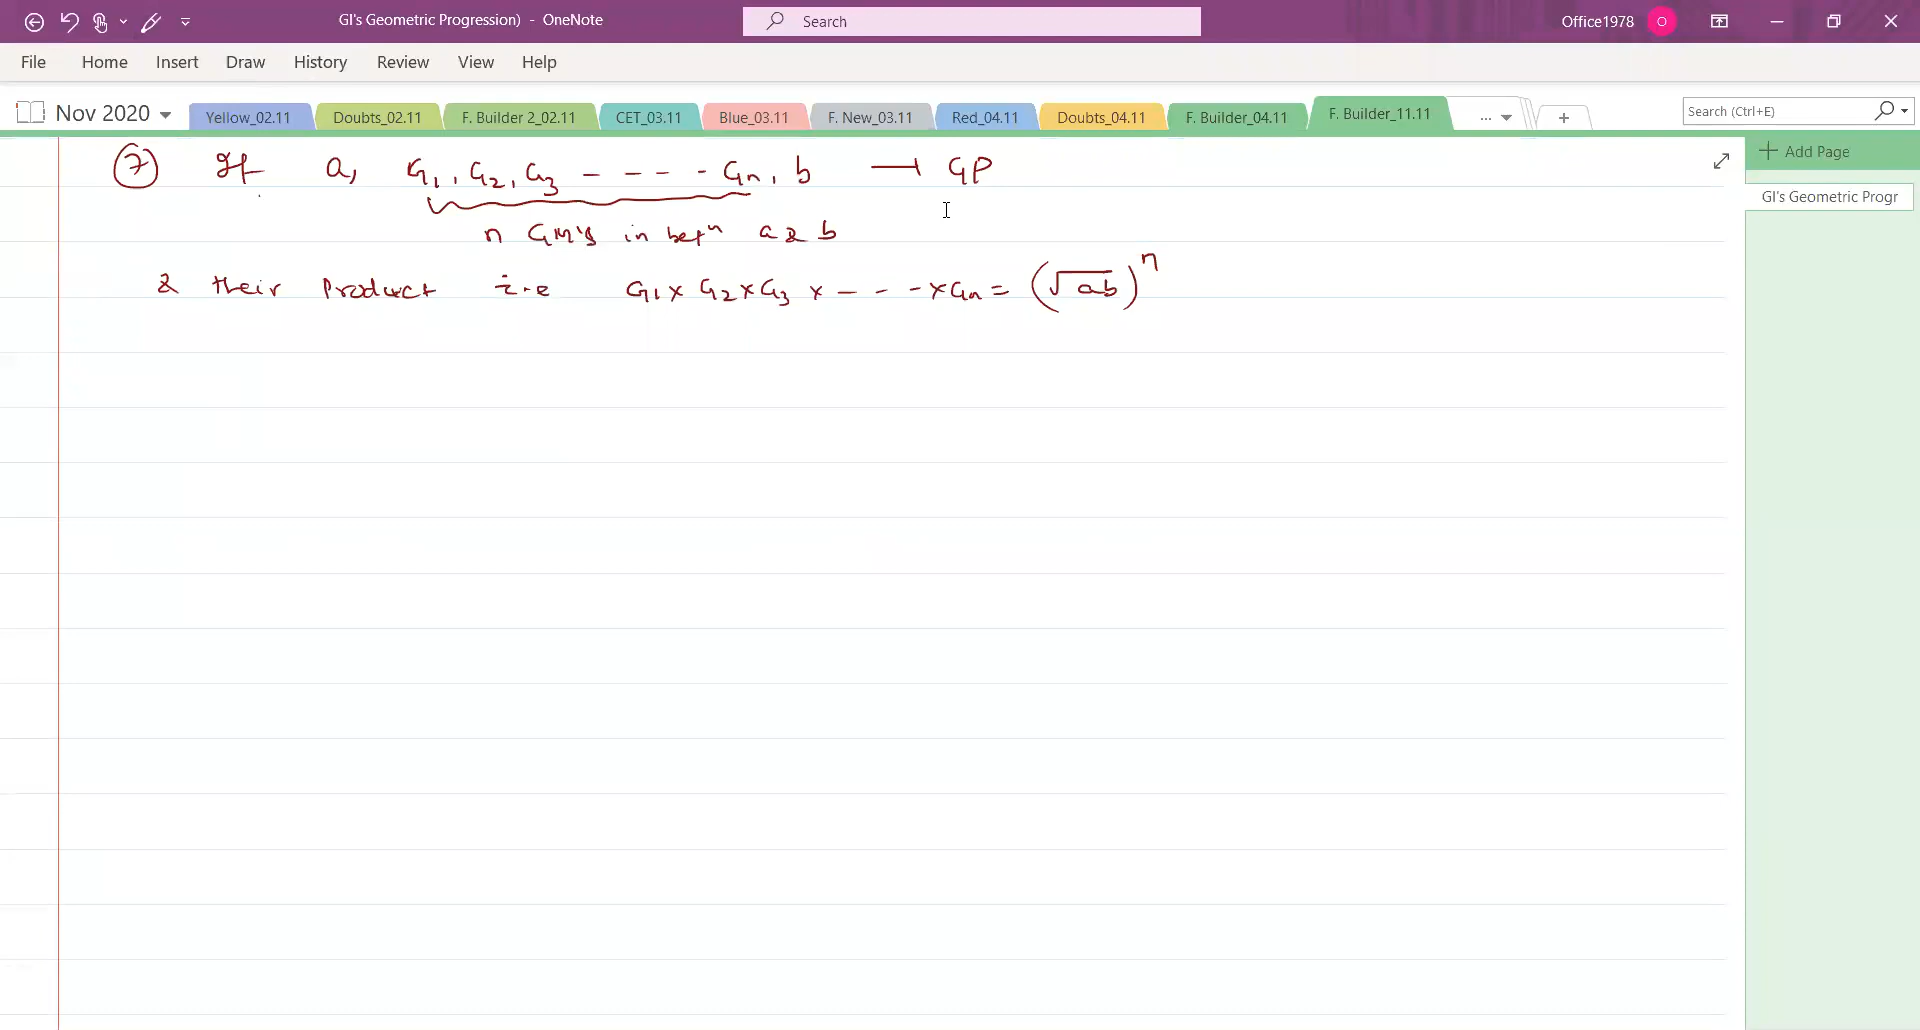 GI's Geometric Progression) - OneNote
Search
Office1978
O
File Home Insert Draw History Review View Help
Nov 2020
Yellow_02.11 Doubts_02.11 F. Builder 2_02.11 CET_03.11 Blue_03.11 F. New_03.11 Red_04.11 Doubts_04.11 F. Builder_04.11 F. Builder_11.11 ... +
Search (Ctrl+E)
Add Page
GI's Geometric Progr
⑦ If a, G₁, G₂, G₃ - - - - - Gₙ, b → GP
n GM's in betⁿ a & b
& their Product i.e G₁ x G₂ x G₃ x - - - x Gₙ = (√ab)ⁿ